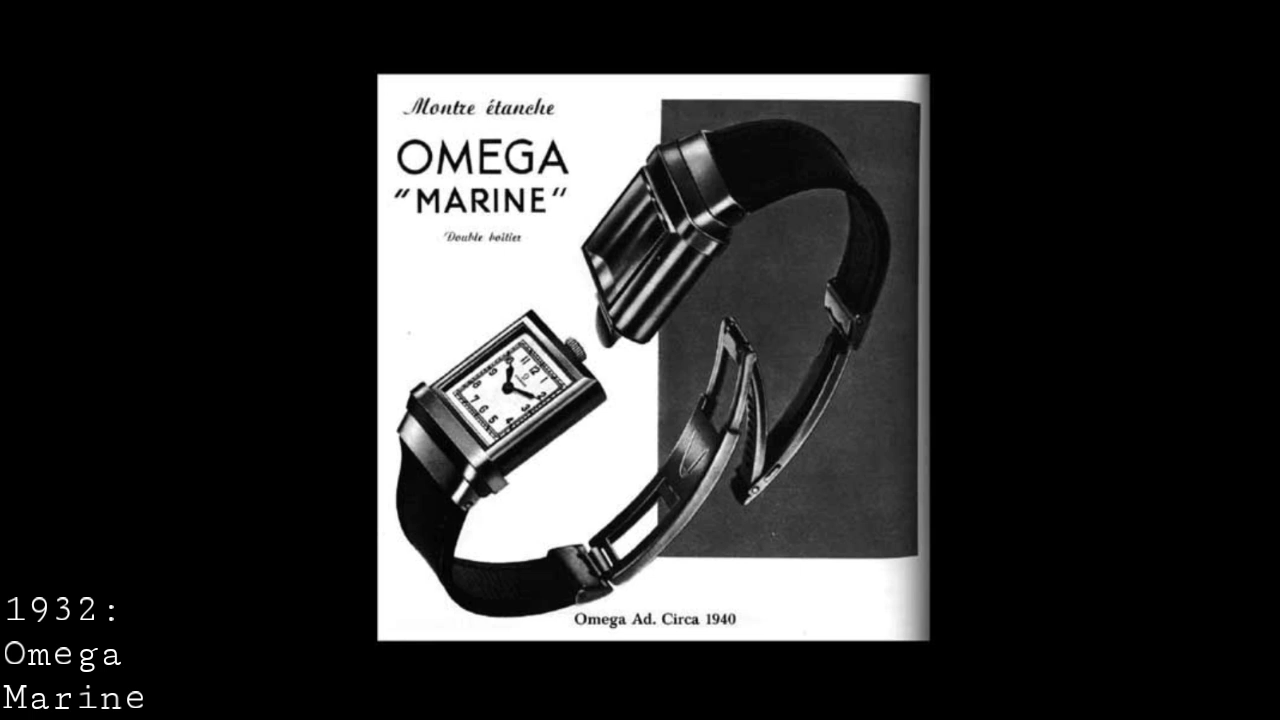 Montre étanche
OMEGA
"MARINE"
Double boîtier
Omega Ad. Circa 1940
1932:
Omega
Marine